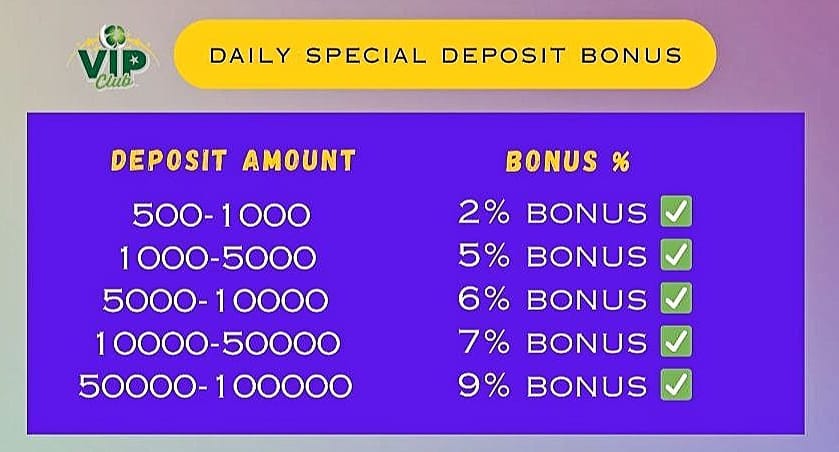 VIP
Club
DAILY SPECIAL DEPOSIT BONUS
DEPOSIT AMOUNT BONUS %
500-1000 2% BONUS ✅
1000-5000 5% BONUS ✅
5000-10000 6% BONUS ✅
10000-50000 7% BONUS ✅
50000-100000 9% BONUS ✅